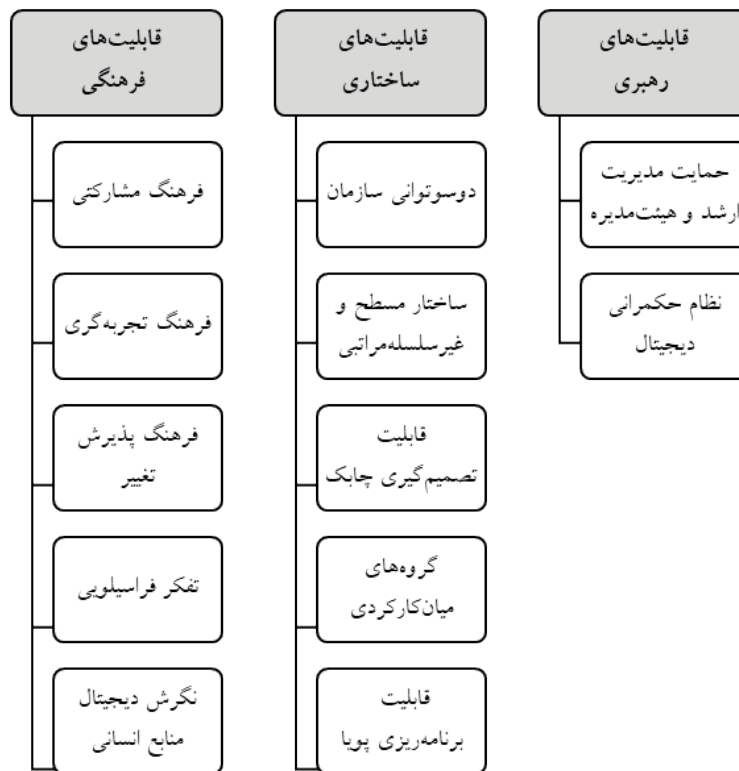 قابلیت‌های
رهبری
حمایت مدیریت
ارشد و هیئت‌مدیره
نظام حکمرانی
دیجیتال
قابلیت‌های
ساختاری
دوسوتوانی سازمان
ساختار مسطح و
غیرسلسله‌مراتبی
قابلیت
تصمیم‌گیری چابک
گروه‌های
میان‌کارکردی
قابلیت
برنامه‌ریزی پویا
قابلیت‌های
فرهنگی
فرهنگ مشارکتی
فرهنگ تجربه‌گری
فرهنگ پذیرش
تغییر
تفکر فراسیلویی
نگرش دیجیتال
منابع انسانی